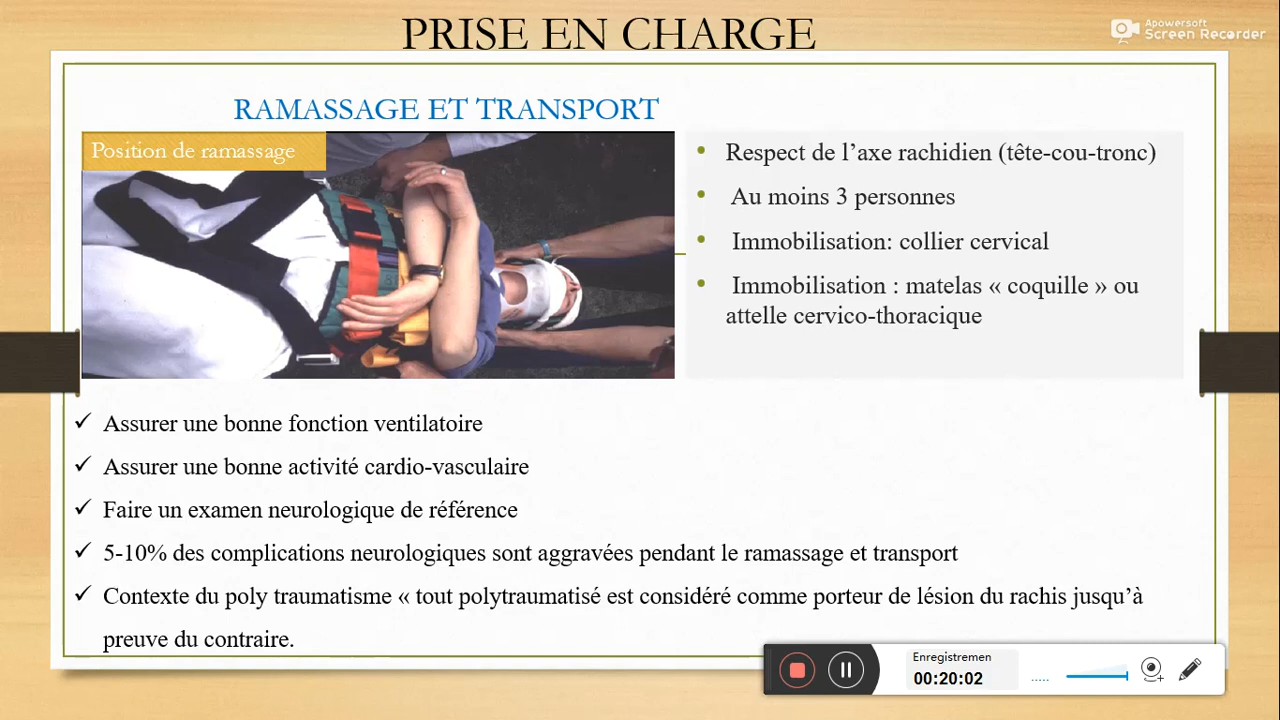 PRISE EN CHARGE
Apowersoft
Screen Recorder
RAMASSAGE ET TRANSPORT
Position de ramassage
• Respect de l’axe rachidien (tête-cou-tronc)
• Au moins 3 personnes
• Immobilisation: collier cervical
• Immobilisation : matelas « coquille » ou
attelle cervico-thoracique
✓ Assurer une bonne fonction ventilatoire
✓ Assurer une bonne activité cardio-vasculaire
✓ Faire un examen neurologique de référence
✓ 5-10% des complications neurologiques sont aggravées pendant le ramassage et transport
✓ Contexte du poly traumatisme « tout polytraumatisé est considéré comme porteur de lésion du rachis jusqu’à
preuve du contraire.
Enregistremen
00:20:02